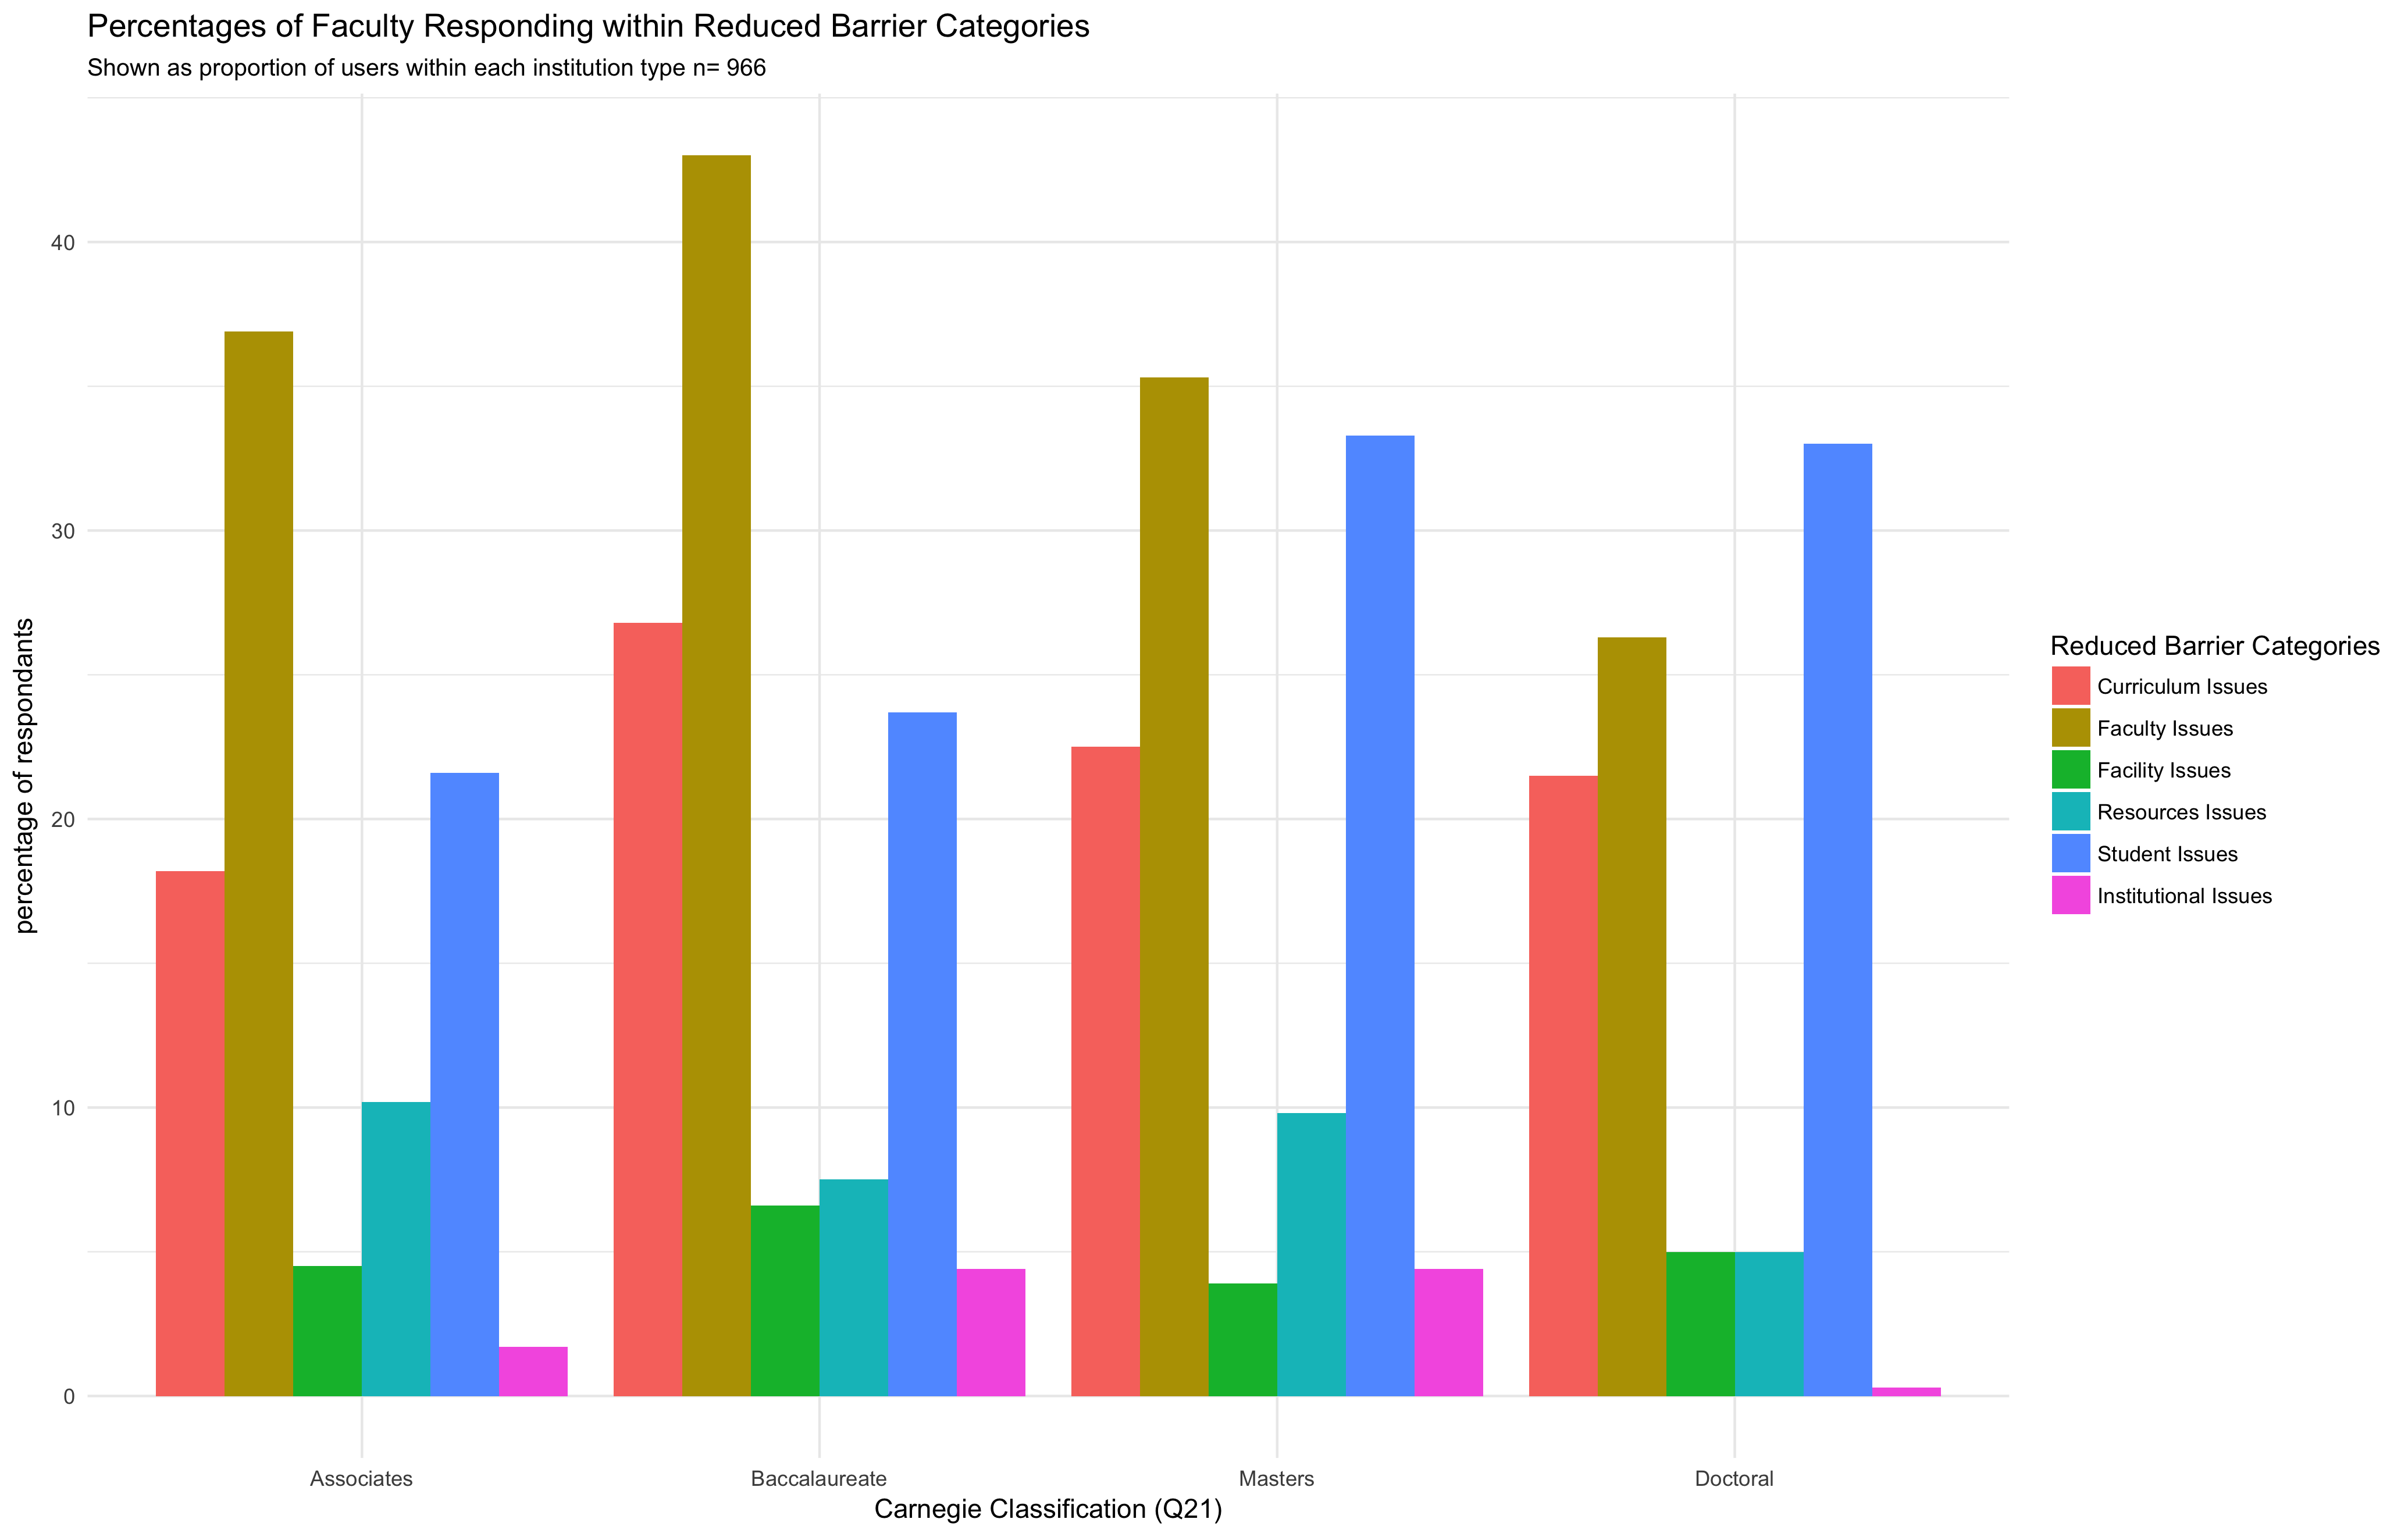 Percentages of Faculty Responding within Reduced Barrier Categories
Shown as proportion of users within each institution type n= 966
percentage of respondants
40
30
20
10
0
Associates
Baccalaureate
Masters
Doctoral
Carnegie Classification (Q21)
Reduced Barrier Categories
Curriculum Issues
Faculty Issues
Facility Issues
Resources Issues
Student Issues
Institutional Issues